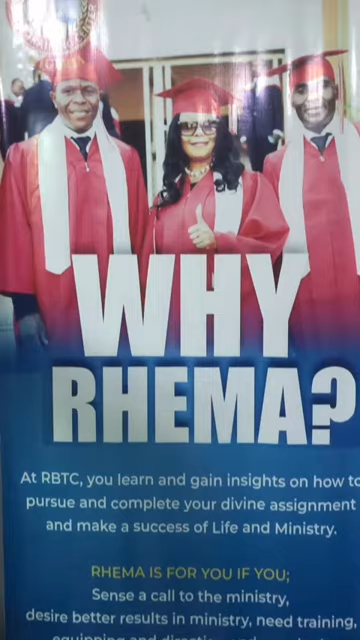 WHY
RHEMA?
At RBTC, you learn and gain insights on how to
pursue and complete your divine assignment
and make a success of Life and Ministry.
RHEMA IS FOR YOU IF YOU;
Sense a call to the ministry,
desire better results in ministry, need training,